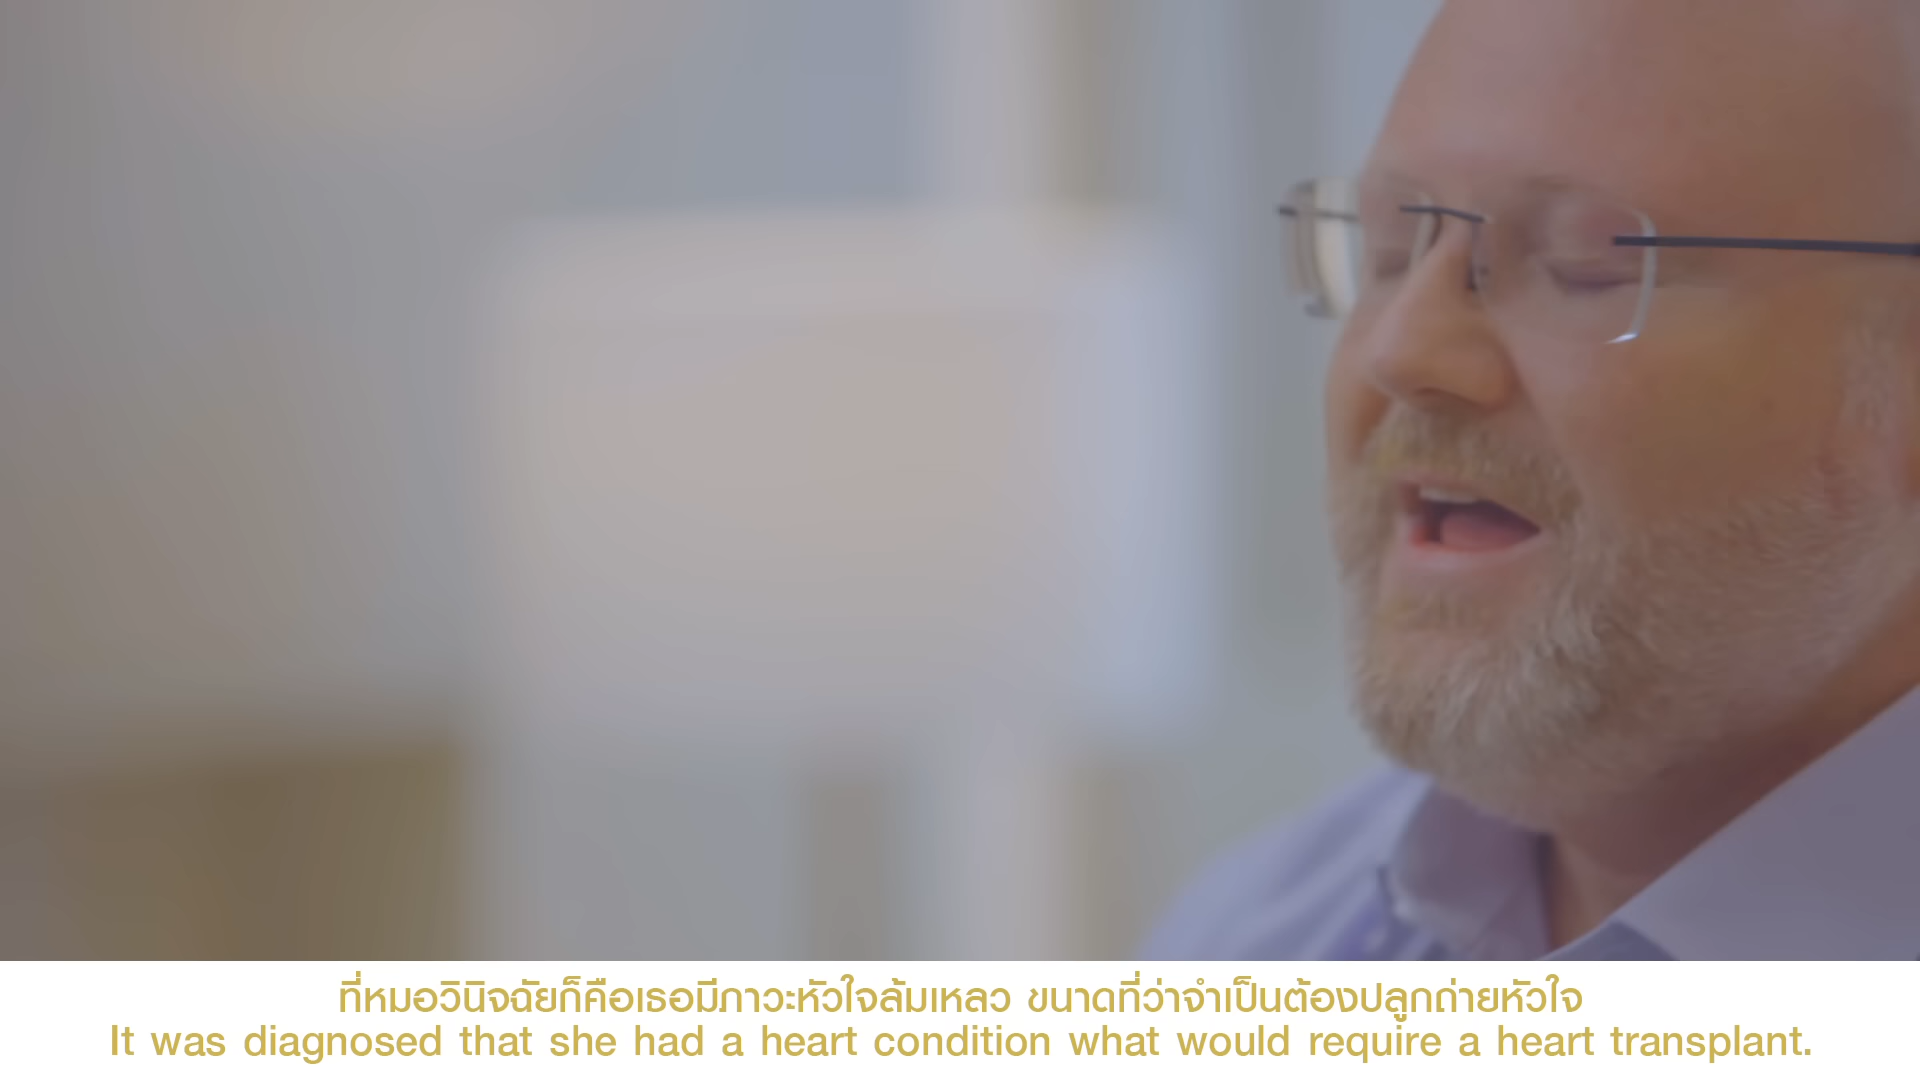 ที่หมอวินิจฉัยก็คือเธอมีภาวะหัวใจล้มเหลว ขนาดที่ว่าจำเป็นต้องปลูกถ่ายหัวใจ
It was diagnosed that she had a heart condition what would require a heart transplant.